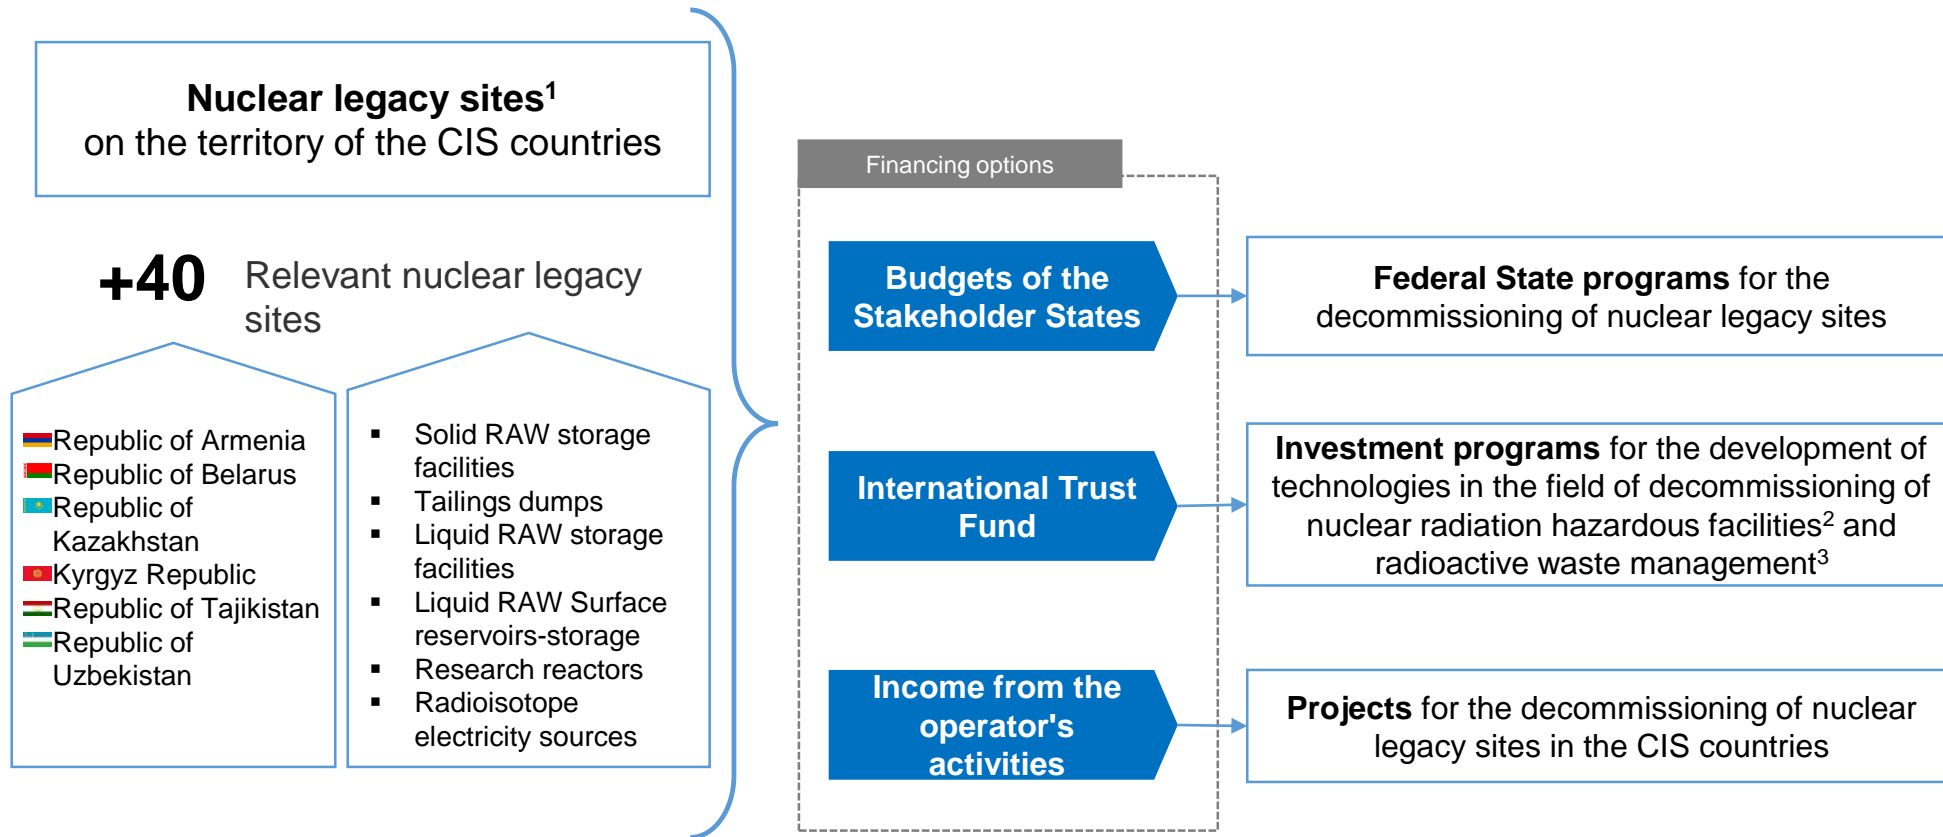 Nuclear legacy sites¹
on the territory of the CIS countries
+40
Relevant nuclear legacy
sites
Republic of Armenia
Republic of Belarus
Republic of
Kazakhstan
Kyrgyz Republic
Republic of Tajikistan
Republic of
Uzbekistan
▪ Solid RAW storage
facilities
▪ Tailings dumps
▪ Liquid RAW storage
facilities
▪ Liquid RAW Surface
reservoirs-storage
▪ Research reactors
▪ Radioisotope
electricity sources
Financing options
Budgets of the
Stakeholder States
Federal State programs for the
decommissioning of nuclear legacy sites
International Trust
Fund
Investment programs for the development of
technologies in the field of decommissioning of
nuclear radiation hazardous facilities² and
radioactive waste management³
Income from the
operator's
activities
Projects for the decommissioning of nuclear
legacy sites in the CIS countries